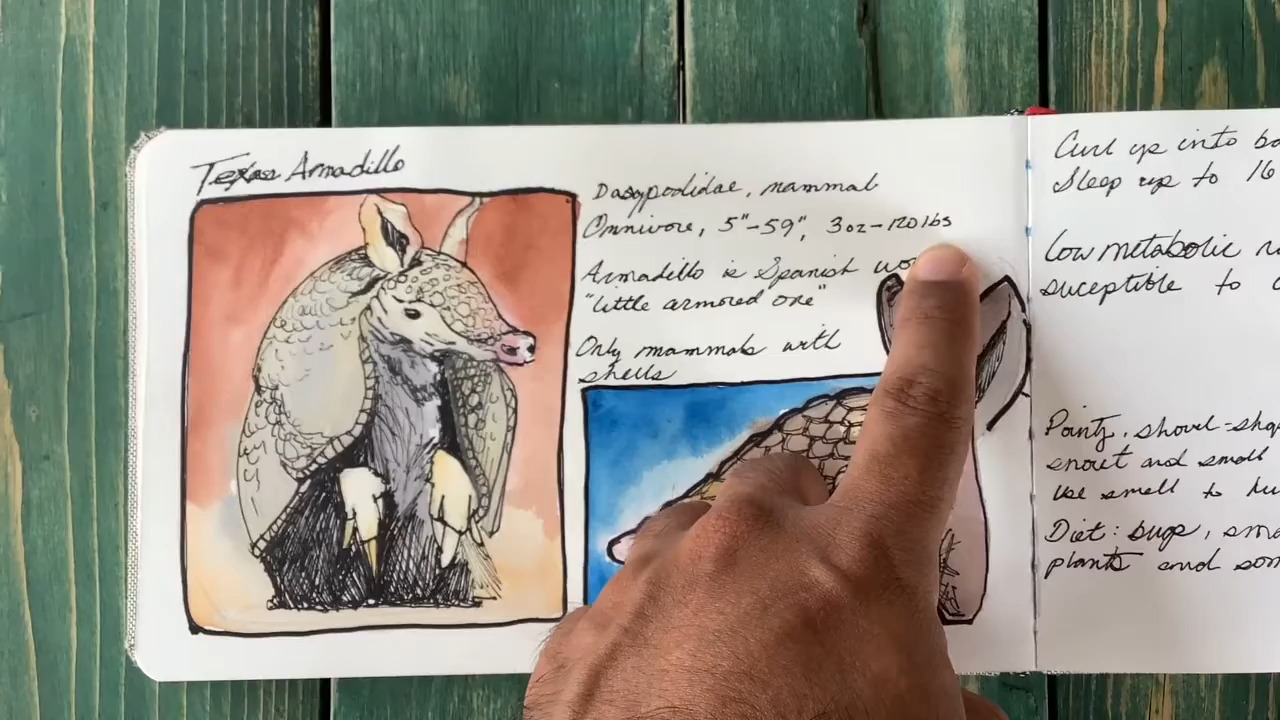 Texas Armadillo
Dasypodidae, mammal
Omnivore, 5"-59", 3oz-120lbs
Armadillo is Spanish
"little armored one"
Only mammals with
shells
Curl up into
Sleep up to 16
Low metabolic
suceptible to
Pointy, shovel-
snout and small
use smell to
Diet: bugs,
plants and